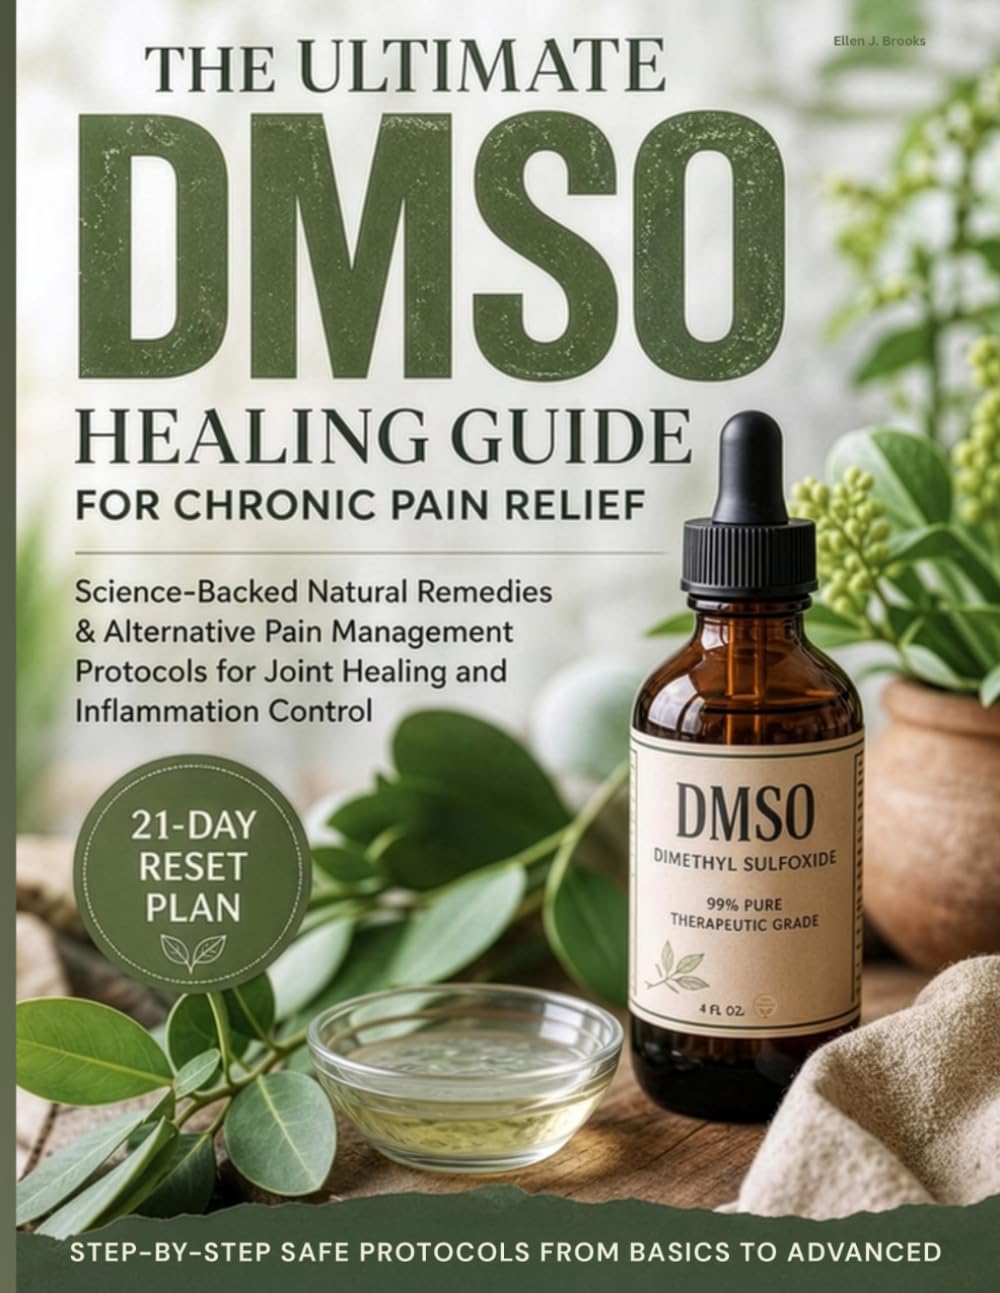 Ellen J. Brooks
THE ULTIMATE
DMSO
HEALING GUIDE
FOR CHRONIC PAIN RELIEF
Science-Backed Natural Remedies
& Alternative Pain Management
Protocols for Joint Healing and
Inflammation Control
21-DAY
RESET
PLAN
DMSO
DIMETHYL SULFOXIDE
99% PURE
THERAPEUTIC GRADE
4 FL OZ.
STEP-BY-STEP SAFE PROTOCOLS FROM BASICS TO ADVANCED